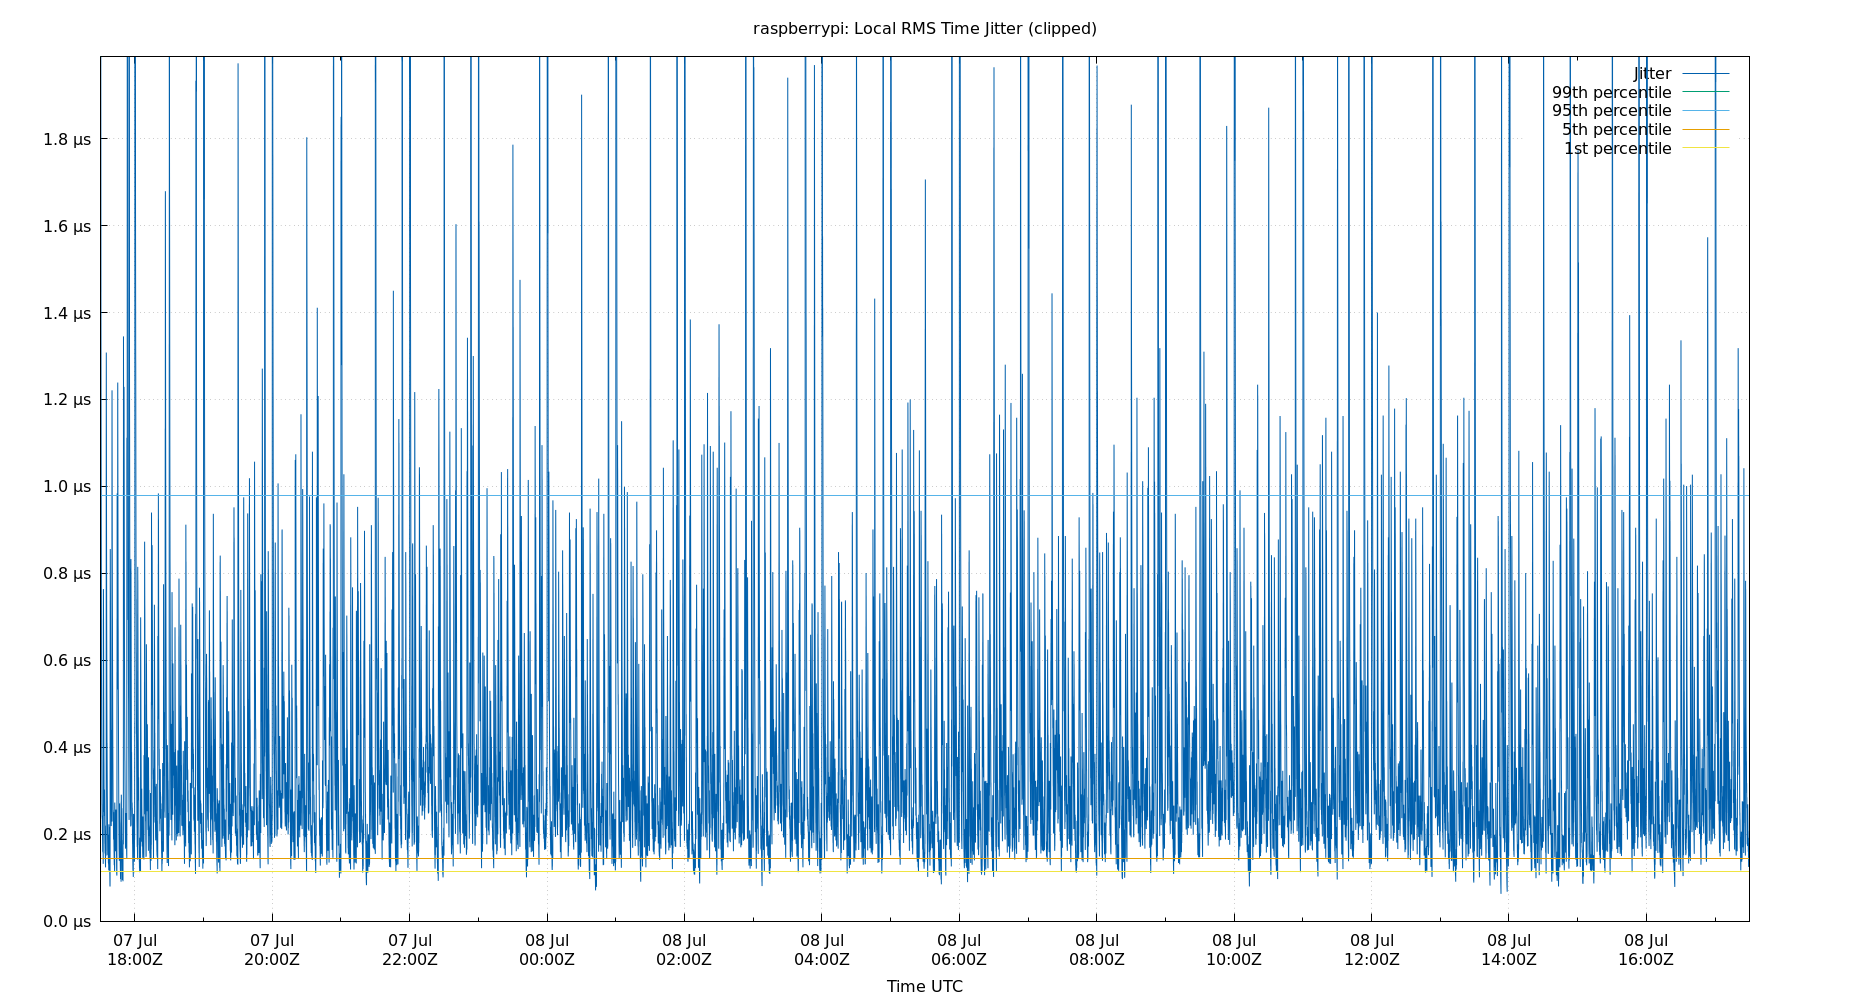 raspberrypi: Local RMS Time Jitter (clipped)
Jitter
99th percentile
95th percentile
5th percentile
1st percentile
1.8 µs
1.6 µs
1.4 µs
1.2 µs
1.0 µs
0.8 µs
0.6 µs
0.4 µs
0.2 µs
0.0 µs
07 Jul 07 Jul 07 Jul 08 Jul 08 Jul 08 Jul 08 Jul 08 Jul 08 Jul 08 Jul 08 Jul 08 Jul
18:00Z 20:00Z 22:00Z 00:00Z 02:00Z 04:00Z 06:00Z 08:00Z 10:00Z 12:00Z 14:00Z 16:00Z
Time UTC